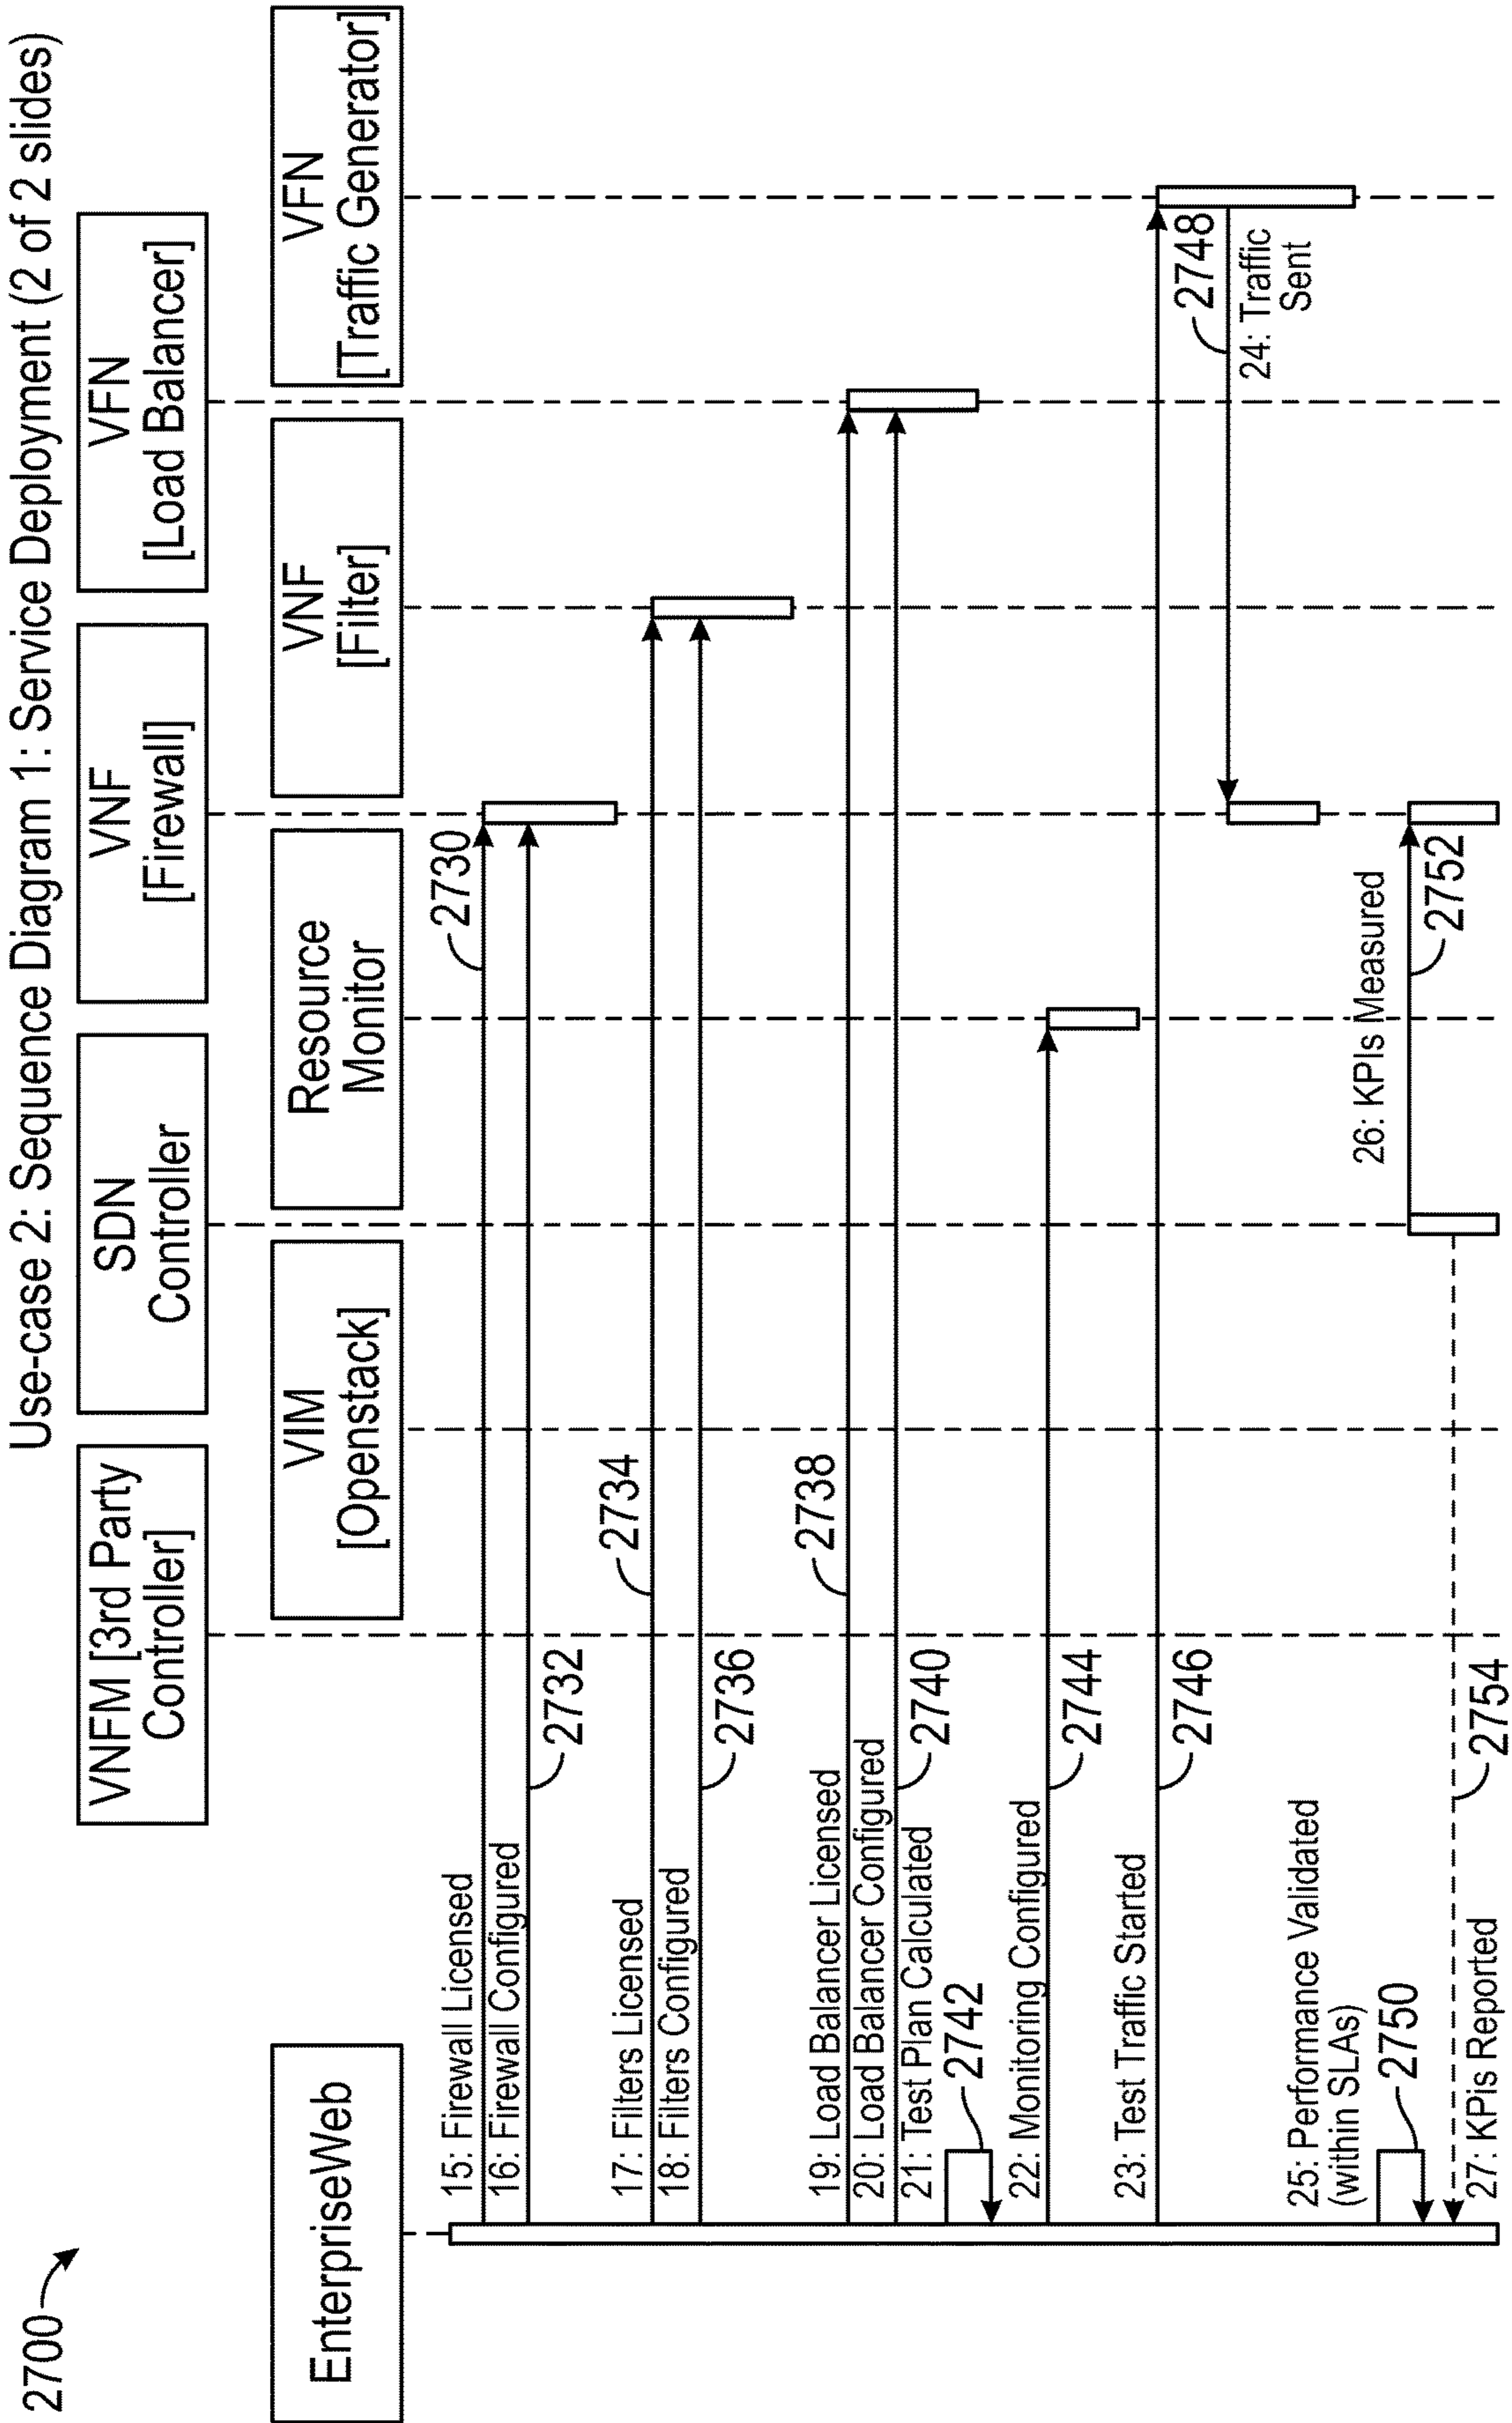 2700
Use-case 2: Sequence Diagram 1: Service Deployment (2 of 2 slides)
VNFM [3rd Party
Controller]
SDN
Controller
VNF
[Firewall]
VFN
[Load Balancer]
EnterpriseWeb
VIM
[Openstack]
Resource
Monitor
VNF
[Filter]
VFN
[Traffic Generator]
15: Firewall Licensed
2730
16: Firewall Configured
2732
17: Filters Licensed
2734
18: Filters Configured
2736
19: Load Balancer Licensed
2738
20: Load Balancer Configured
2740
21: Test Plan Calculated
2742
22: Monitoring Configured
2744
23: Test Traffic Started
2746
2748
24: Traffic
Sent
25: Performance Validated
(within SLAs)
2750
26: KPIs Measured
2752
27: KPis Reported
2754